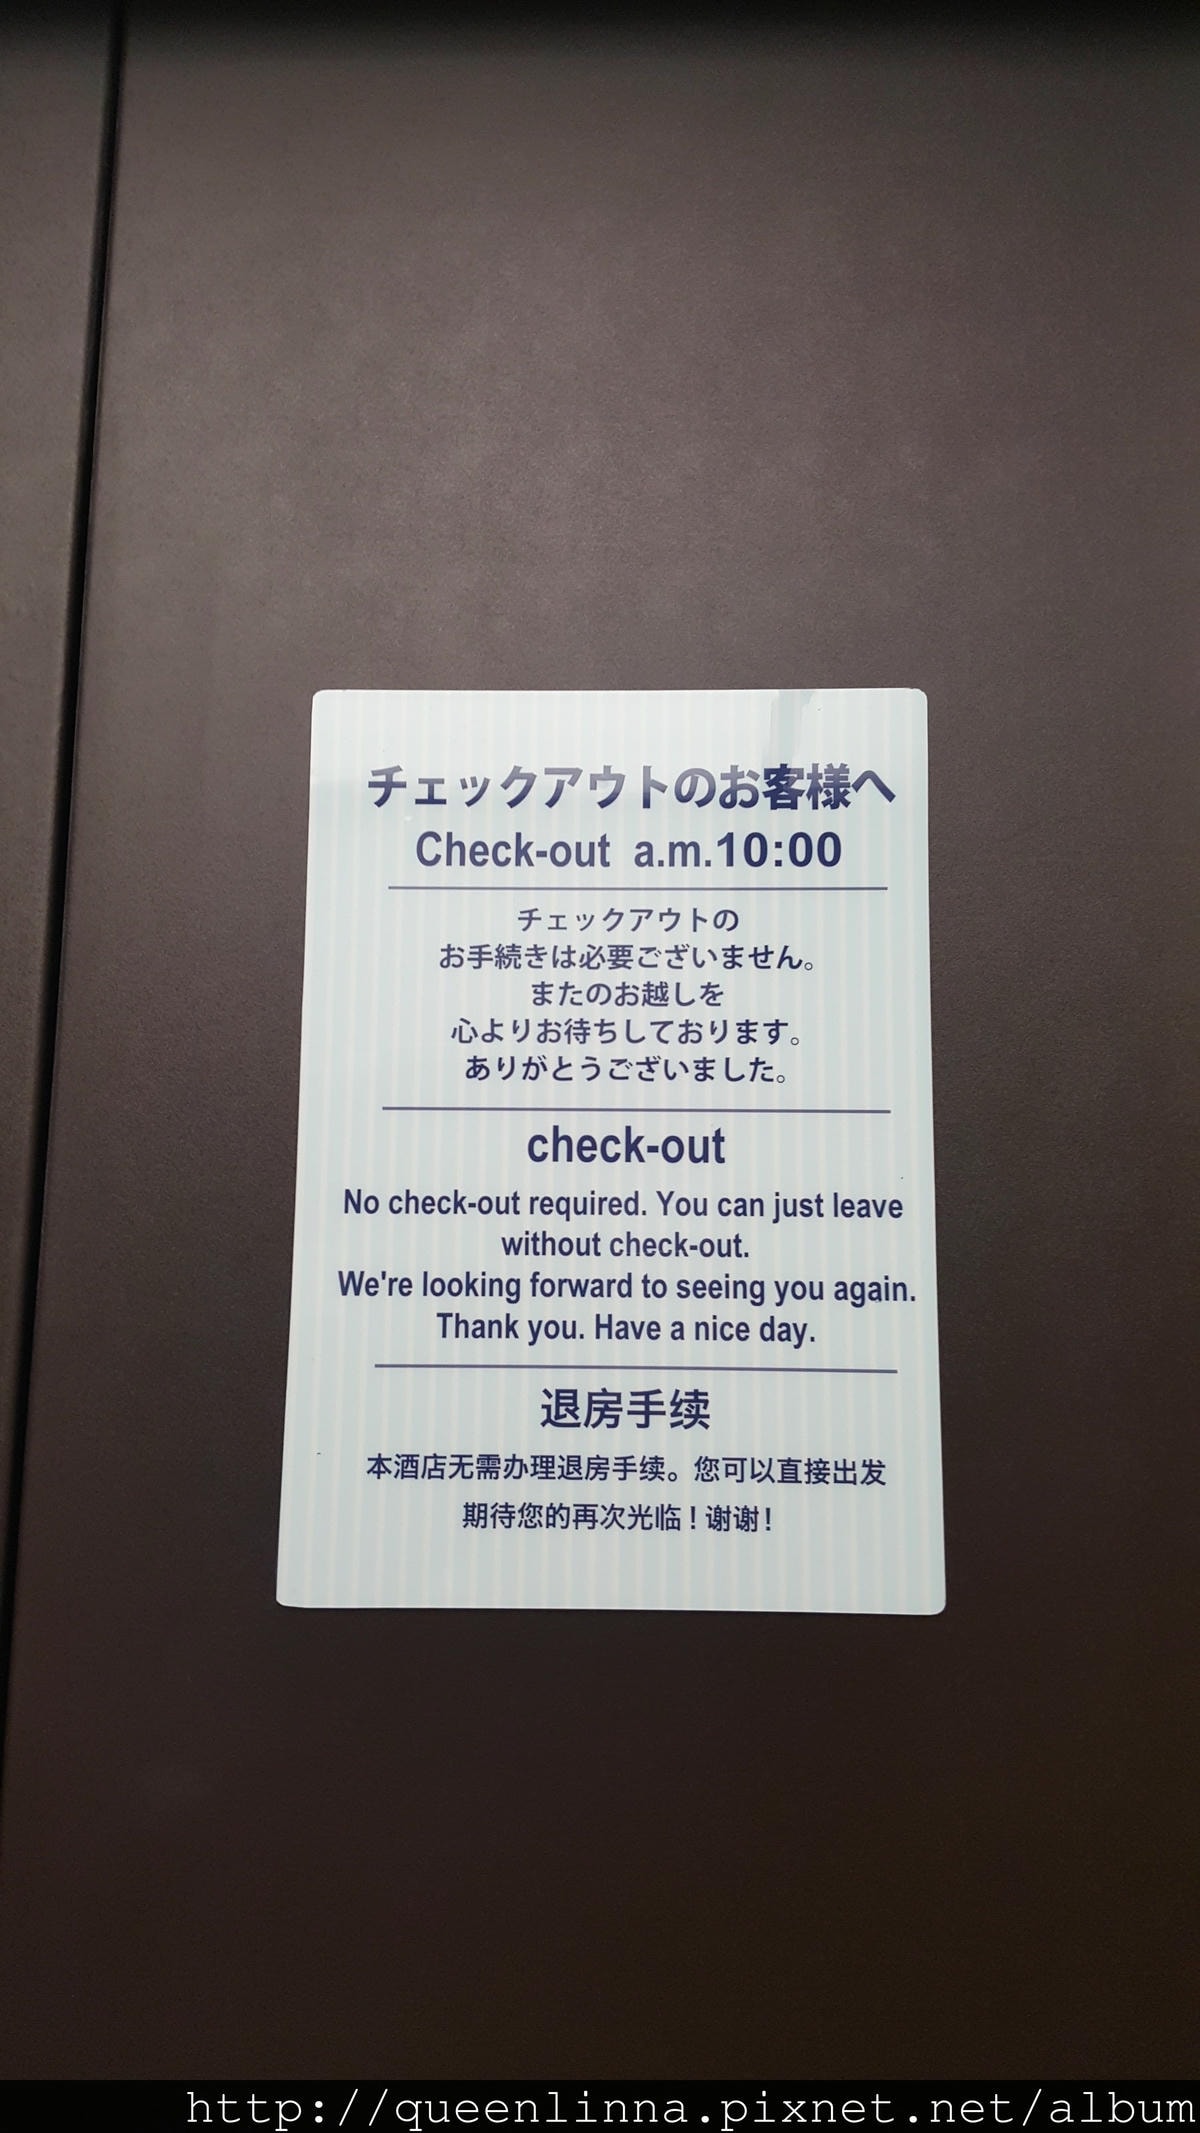 チェックアウトのお客様へ
Check-out a.m.10:00
チェックアウトの
お手続きは必要ございません。
またのお越しを
心よりお待ちしております。
ありがとうございました。
check-out
No check-out required. You can just leave
without check-out.
We're looking forward to seeing you again.
Thank you. Have a nice day.
退房手续
本酒店无需办理退房手续。您可以直接出发
期待您的再次光临！谢谢！
http://queenlinna.pixnet.net/album